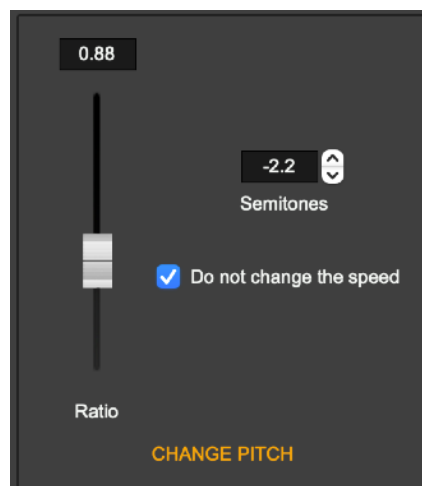 0.88
-2.2
Semitones
Do not change the speed
Ratio
CHANGE PITCH